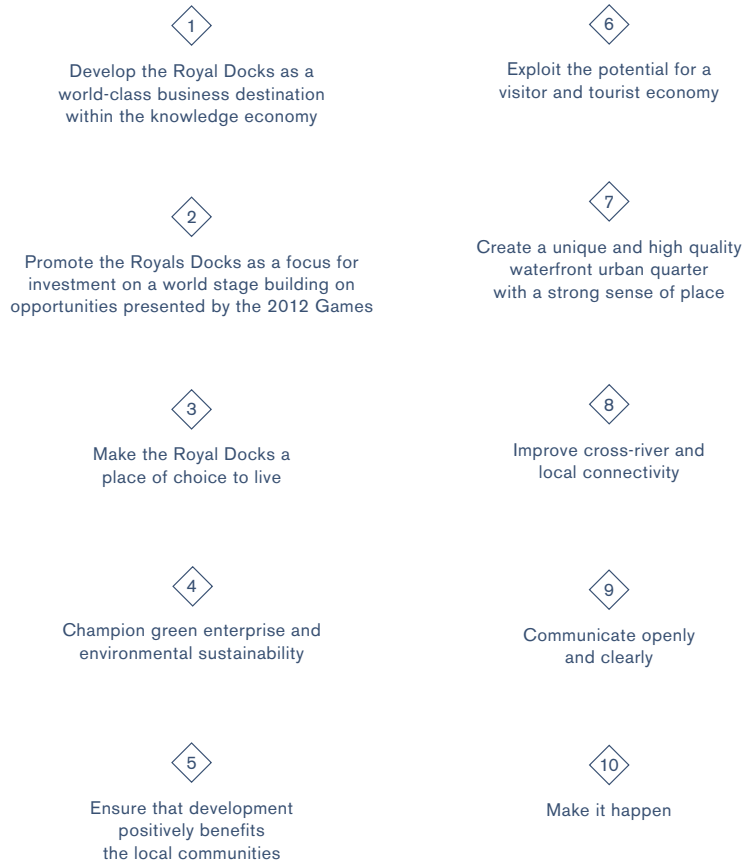 1
Develop the Royal Docks as a
world-class business destination
within the knowledge economy
2
Promote the Royals Docks as a focus for
investment on a world stage building on
opportunities presented by the 2012 Games
3
Make the Royal Docks a
place of choice to live
4
Champion green enterprise and
environmental sustainability
5
Ensure that development
positively benefits
the local communities
6
Exploit the potential for a
visitor and tourist economy
7
Create a unique and high quality
waterfront urban quarter
with a strong sense of place
8
Improve cross-river and
local connectivity
9
Communicate openly
and clearly
10
Make it happen